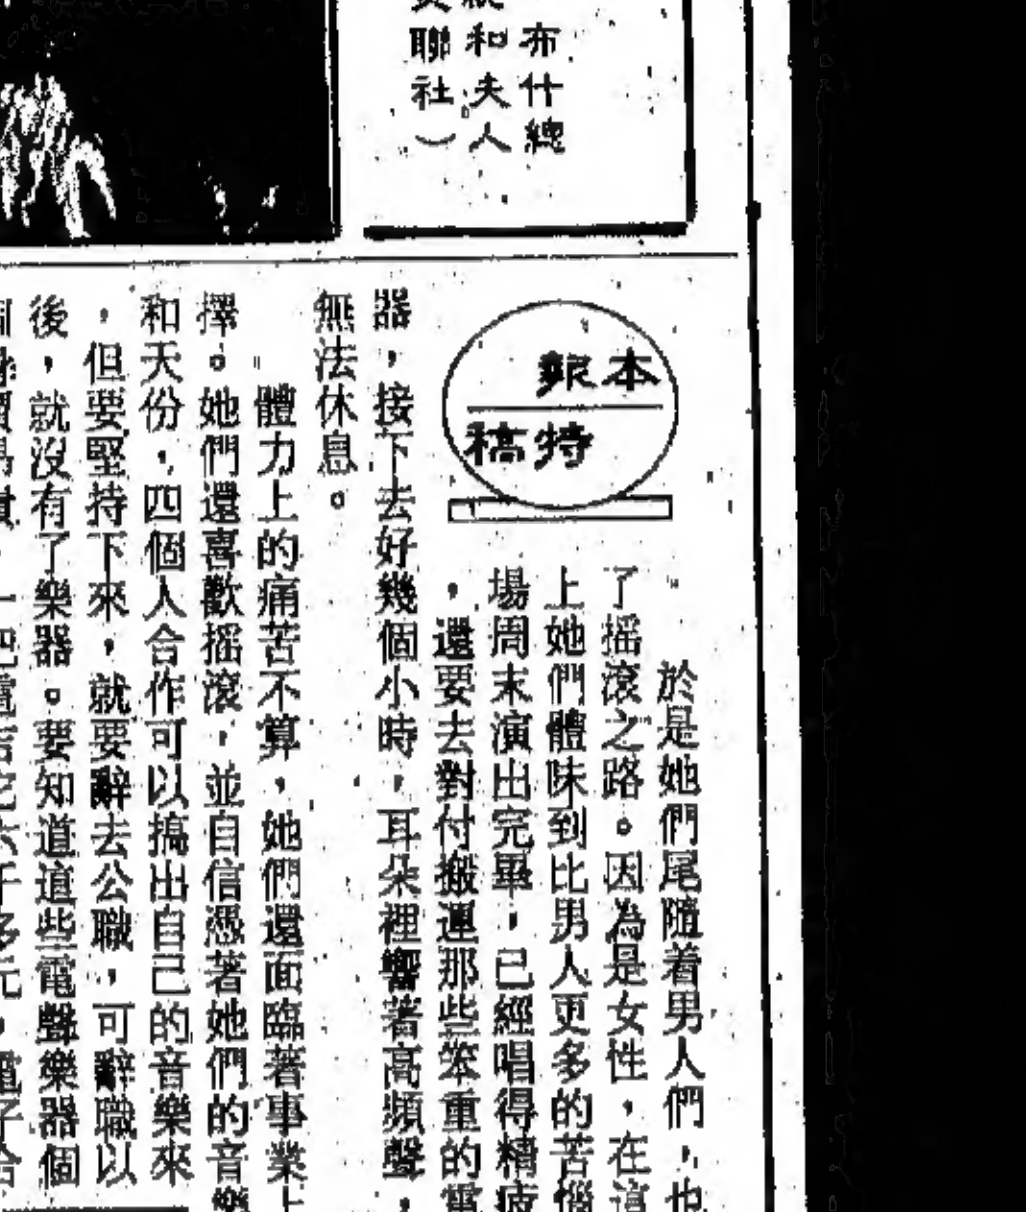 布什總
統和夫人
聯社）
本報
特稿
於是她們尾隨着男人們，也
了搖滾之路。因為是女性，在這
上她們體味到比男人更多的苦惱
場周末演出完畢，已經唱得精疲
，還要去對付搬運那些笨重的電
器，接下去好幾個小時，耳朵裡響著高頻聲，
無法休息。
體力上的痛苦不算，她們還面臨著事業上
擇。她們還喜歡搖滾，並自信憑著她們的音樂
和天份，四個人合作可以搞出自己的音樂來
，但要堅持下來，就要辭去公職，可辭職以
後，就沒有了樂器。要知道這些電聲樂器個